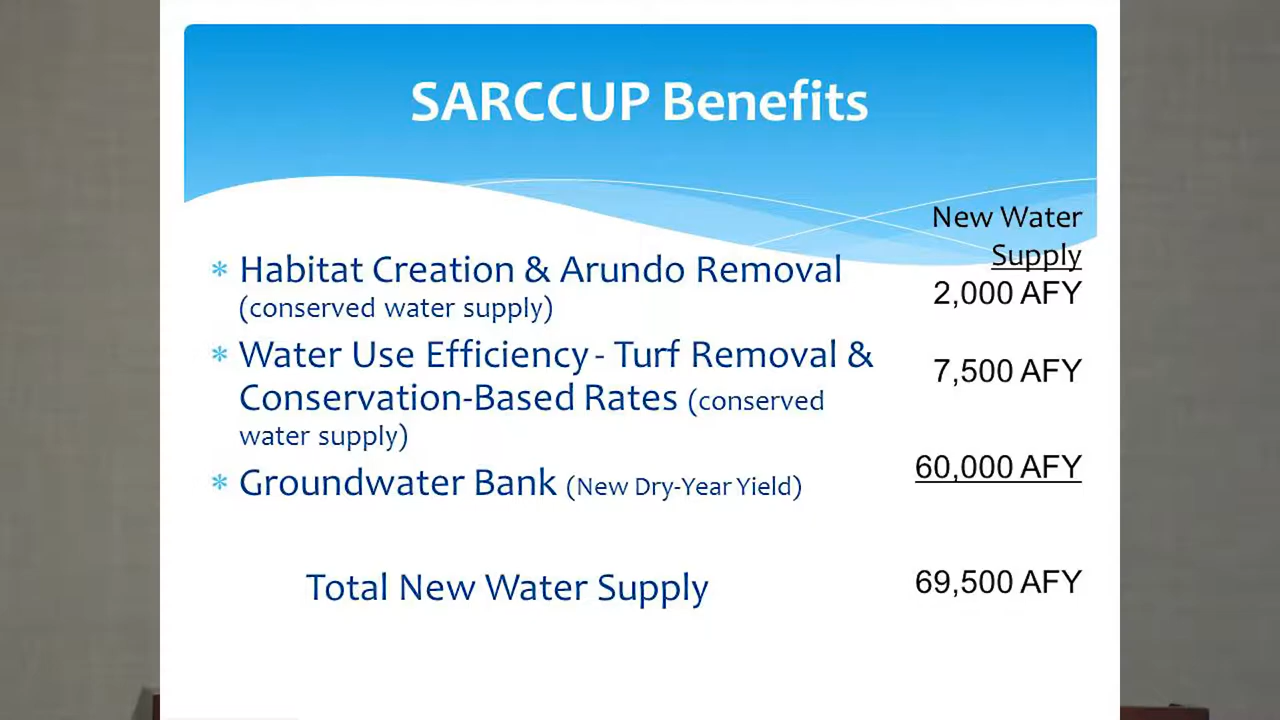 SARCCUP Benefits
New Water
Supply
* Habitat Creation & Arundo Removal
(conserved water supply)
2,000 AFY
* Water Use Efficiency - Turf Removal &
Conservation-Based Rates (conserved
water supply)
7,500 AFY
* Groundwater Bank (New Dry-Year Yield)
60,000 AFY
Total New Water Supply
69,500 AFY